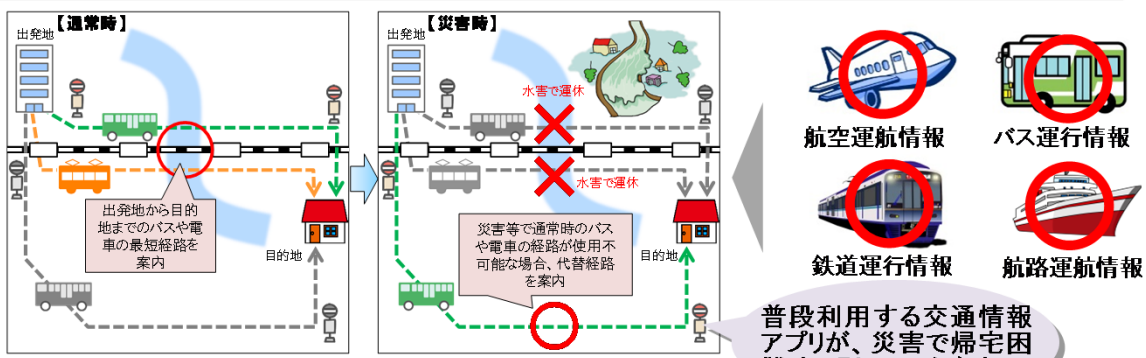 【通常時】
出発地
出発地から目的
地までのバスや電
車の最短経路を
案内
目的地
【災害時】
出発地
水害で運休
水害で運休
災害等で通常時のバス
や電車の経路が使用不
可能な場合、代替経路
を案内
目的地
航空運航情報
バス運行情報
鉄道運行情報
航路運航情報
普段利用する交通情報
アプリが、災害で帰宅困